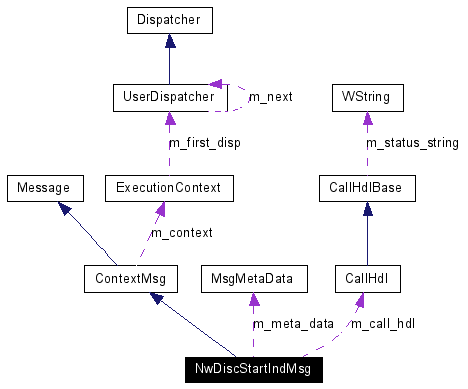 Dispatcher
UserDispatcher
m_next
WString
m_first_disp
m_status_string
Message
ExecutionContext
CallHdlBase
m_context
ContextMsg
MsgMetaData
CallHdl
m_meta_data
m_call_hdl
NwDiscStartIndMsg